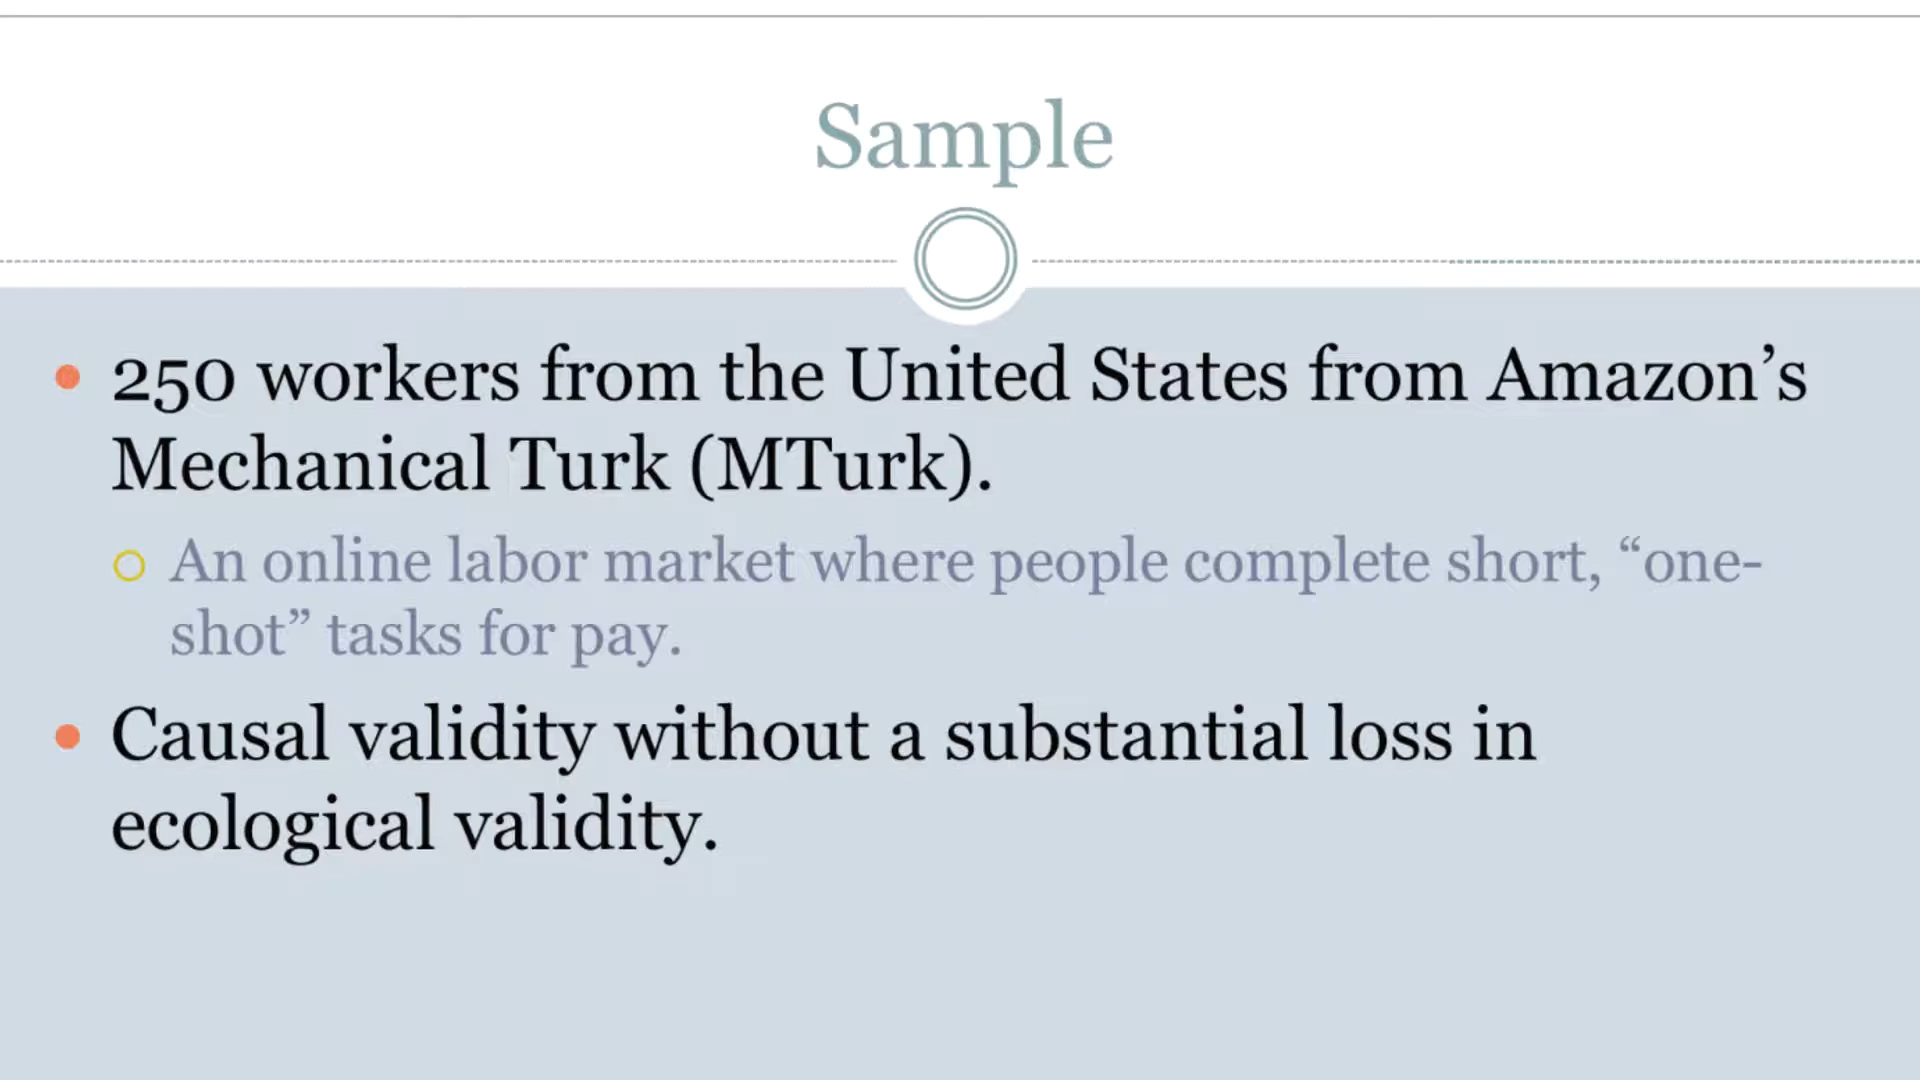 Sample
250 workers from the United States from Amazon’s
Mechanical Turk (MTurk).
An online labor market where people complete short, “one-
shot” tasks for pay.
Causal validity without a substantial loss in
ecological validity.